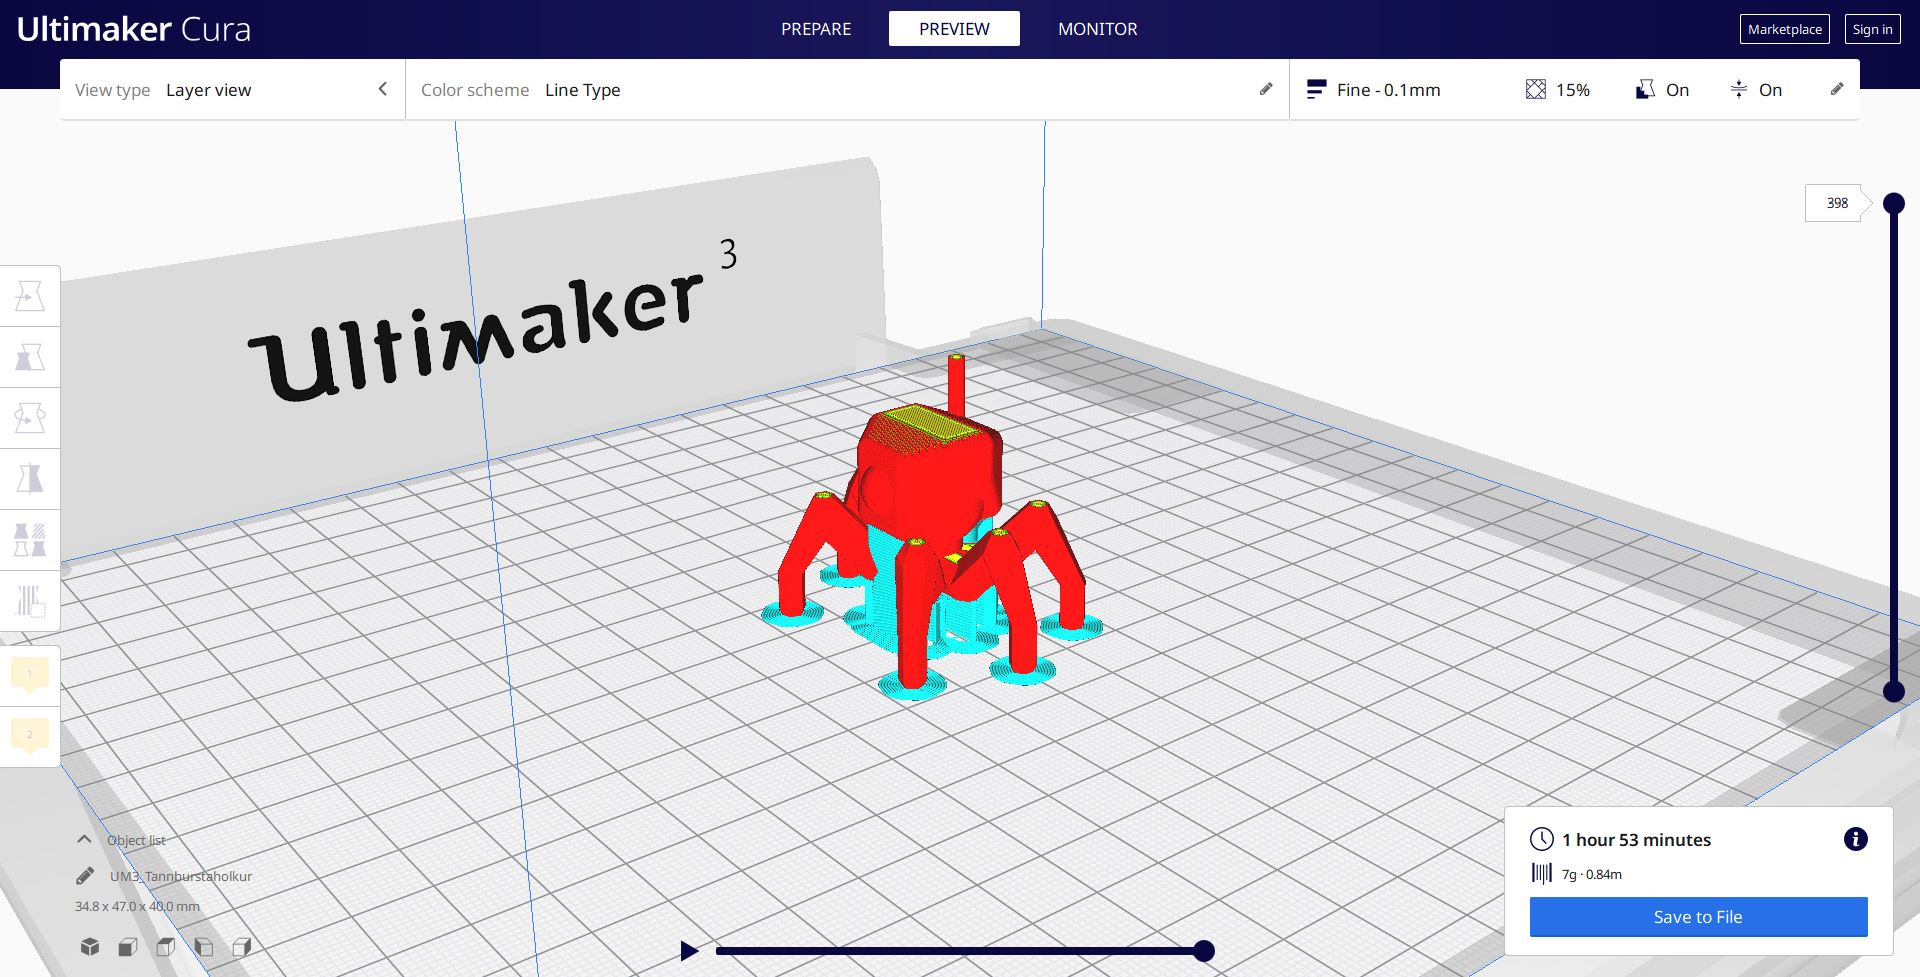 Ultimaker Cura
PREPARE
PREVIEW
MONITOR
Marketplace
Sign in
View type Layer view
Color scheme Line Type
Fine - 0.1mm
15%
On
On
398
Ultimaker 3
1
2
Object list
UM3_Tannburstaholkur
34.8 x 47.0 x 40.0 mm
1 hour 53 minutes
7g · 0.84m
Save to File